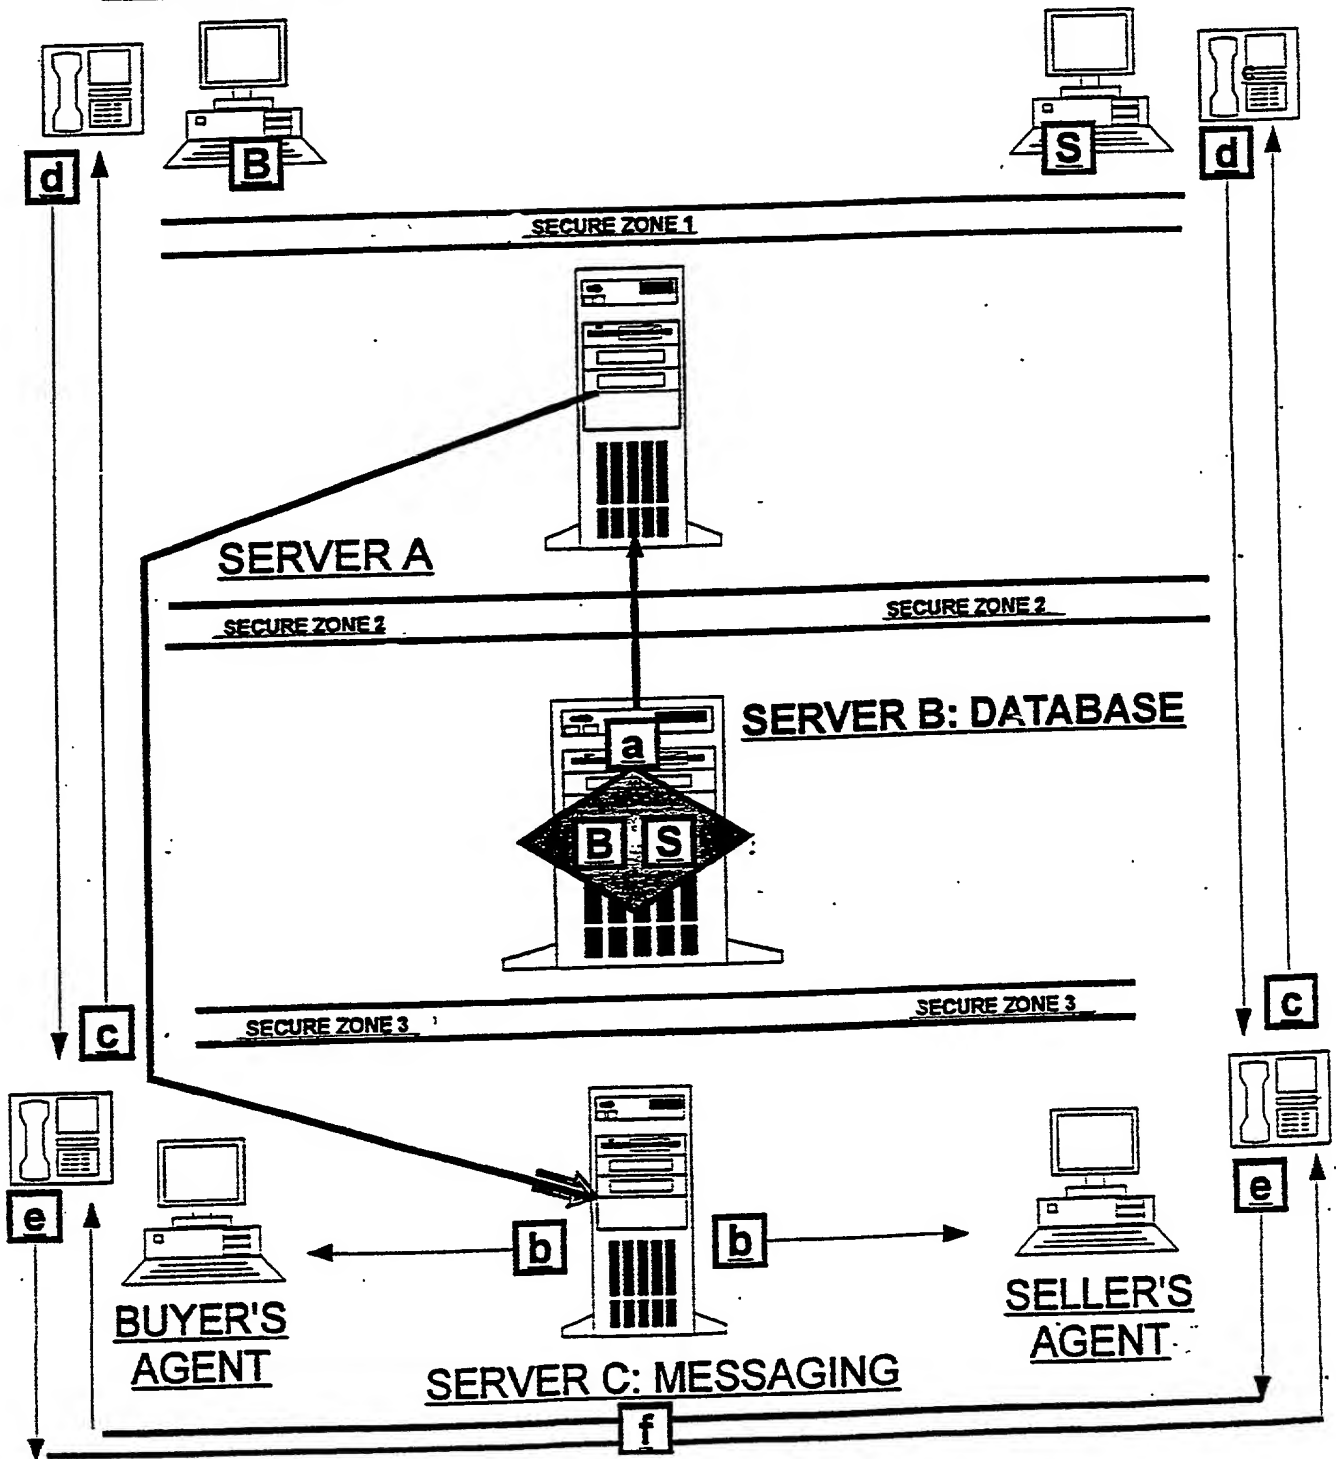 d
B
S
d
SECURE ZONE 1
SERVER A
SECURE ZONE 2
SECURE ZONE 2
SERVER B: DATABASE
a
B S
c
c
SECURE ZONE 3
SECURE ZONE 3
e
e
b
b
BUYER'S
AGENT
SELLER'S
AGENT
SERVER C: MESSAGING
f